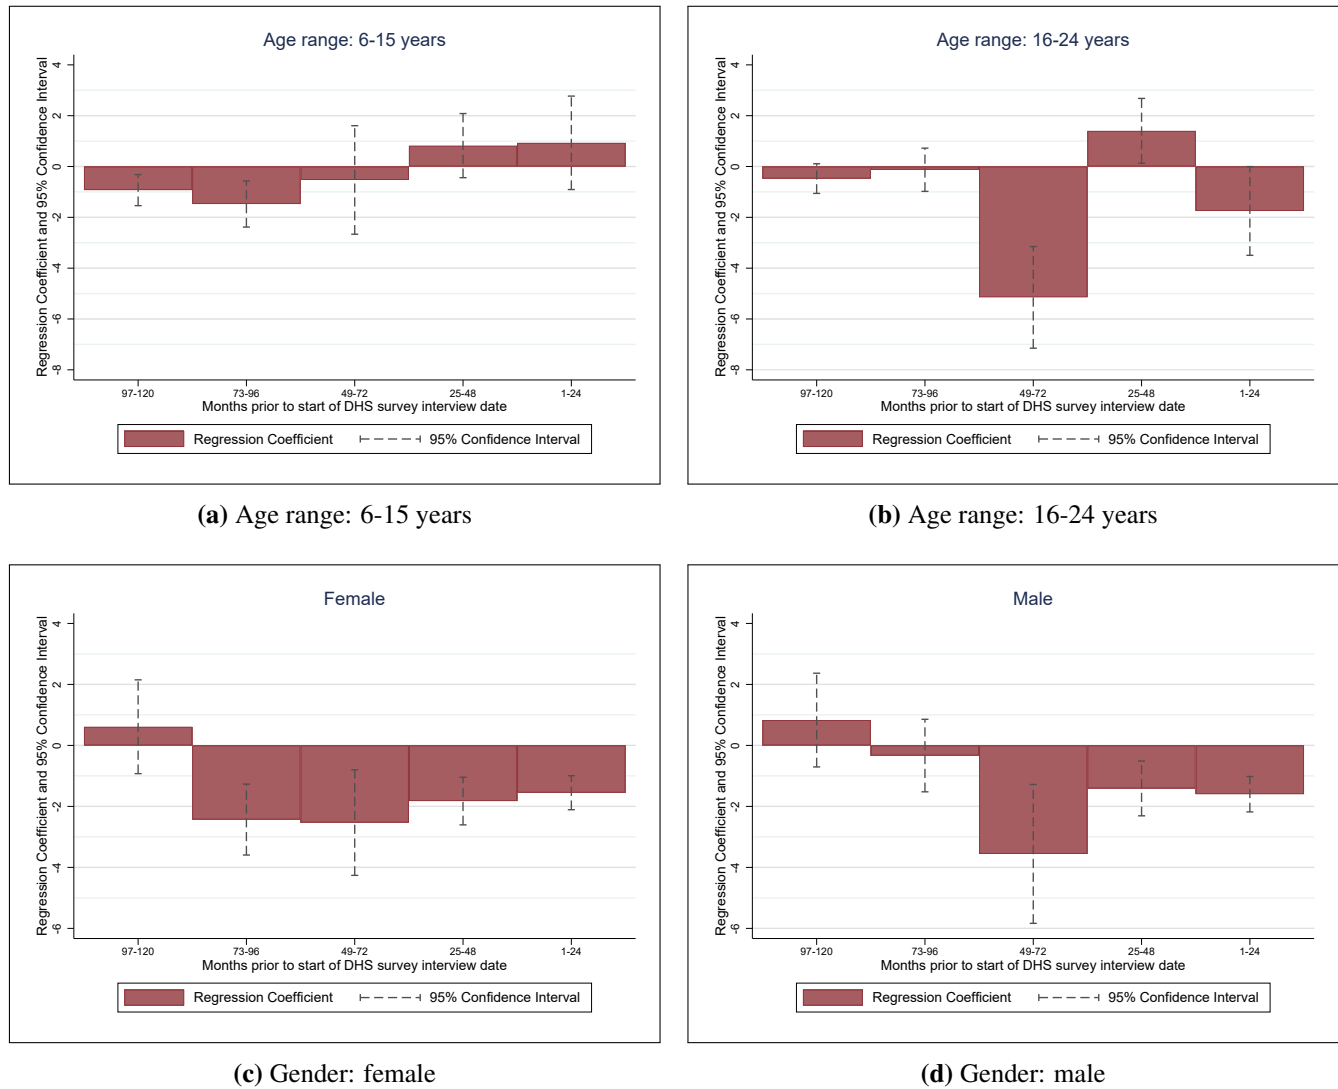 Age range: 6-15 years
Regression Coefficient and 95% Confidence Interval
4
2
0
-2
-4
-6
-8
97-120 73-96 49-72 25-48 1-24
Months prior to start of DHS survey interview date
Regression Coefficient 95% Confidence Interval
(a) Age range: 6-15 years
Age range: 16-24 years
Regression Coefficient and 95% Confidence Interval
4
2
0
-2
-4
-6
-8
97-120 73-96 49-72 25-48 1-24
Months prior to start of DHS survey interview date
Regression Coefficient 95% Confidence Interval
(b) Age range: 16-24 years
Female
Regression Coefficient and 95% Confidence Interval
4
2
0
-2
-4
-6
97-120 73-96 49-72 25-48 1-24
Months prior to start of DHS survey interview date
Regression Coefficient 95% Confidence Interval
(c) Gender: female
Male
Regression Coefficient and 95% Confidence Interval
4
2
0
-2
-4
-6
97-120 73-96 49-72 25-48 1-24
Months prior to start of DHS survey interview date
Regression Coefficient 95% Confidence Interval
(d) Gender: male